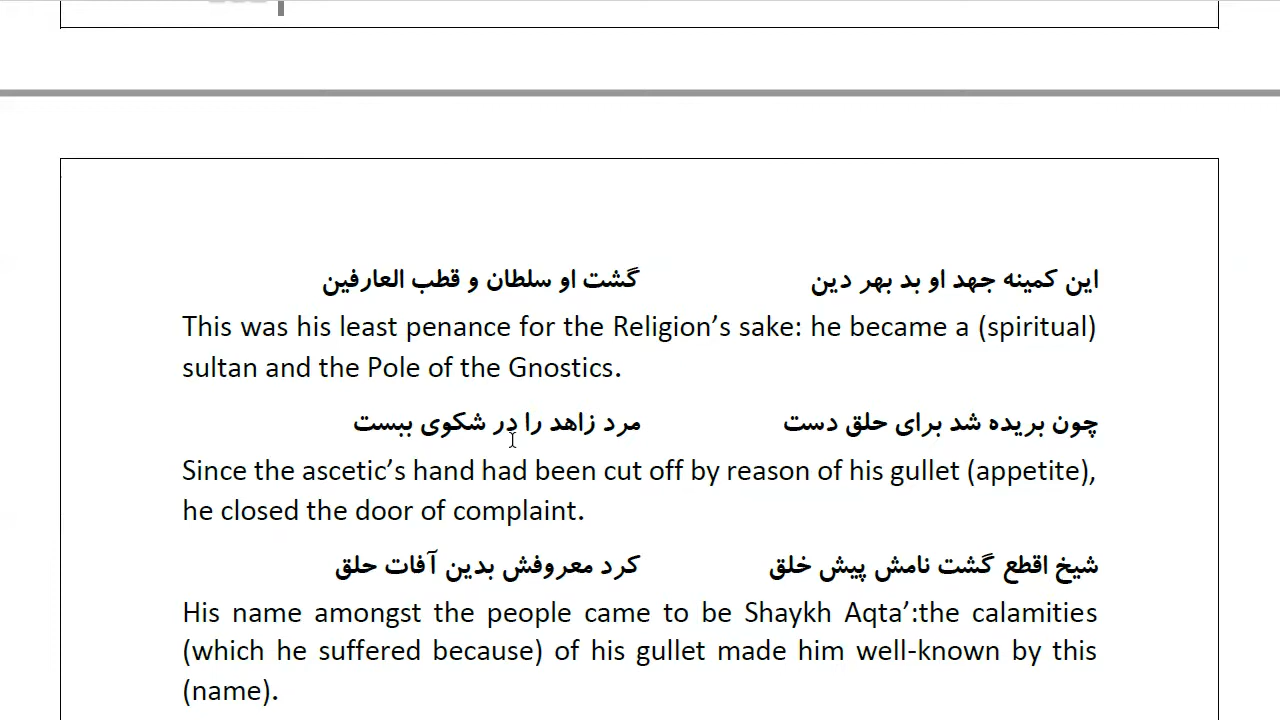 این کمینه جهد او بد بهر دین گشت او سلطان و قطب العارفین
This was his least penance for the Religion’s sake: he became a (spiritual)
sultan and the Pole of the Gnostics.
چون بریده شد برای حلق دست مرد زاهد را در شکوی ببست
Since the ascetic’s hand had been cut off by reason of his gullet (appetite),
he closed the door of complaint.
شیخ اقطع گشت نامش پیش خلق کرد معروفش بدین آفات حلق
His name amongst the people came to be Shaykh Aqta’:the calamities
(which he suffered because) of his gullet made him well-known by this
(name).